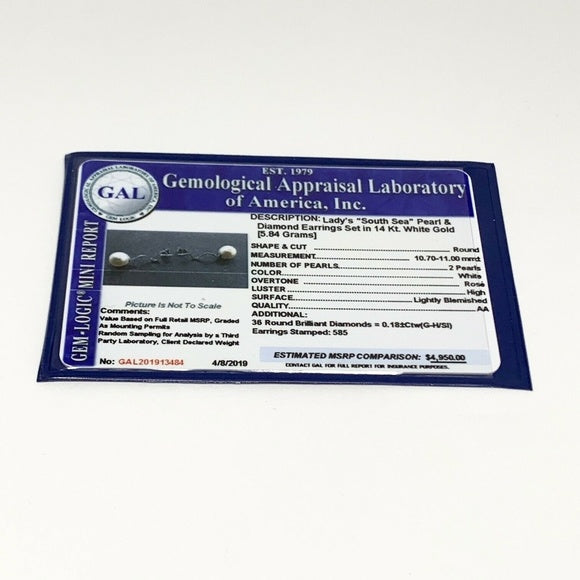 EST. 1979
GAL
Gemological Appraisal Laboratory
of America, Inc.
GEM-LOGIC® MINI REPORT
DESCRIPTION: Lady's "South Sea" Pearl &
Diamond Earrings Set in 14 Kt. White Gold
[5.84 Grams]
SHAPE & CUT Round
MEASUREMENT 10.70-11.00 mm±
NUMBER OF PEARLS 2 Pearls
COLOR White
OVERTONE Rosé
LUSTER High
SURFACE Lightly Blemished
QUALITY AA
ADDITIONAL:
36 Round Brilliant Diamonds = 0.18±Ctw(G-H/SI)
Earrings Stamped: 585
Picture is Not To Scale
Comments:
Value Based on Full Retail MSRP, Graded
As Mounting Permits
Random Sampling for Analysis by a Third
Party Laboratory, Client Declared Weight
No: GAL201913484 4/8/2019
ESTIMATED MSRP COMPARISON: $4,950.00
CONTACT GAL FOR FULL REPORT FOR INSURANCE PURPOSES.